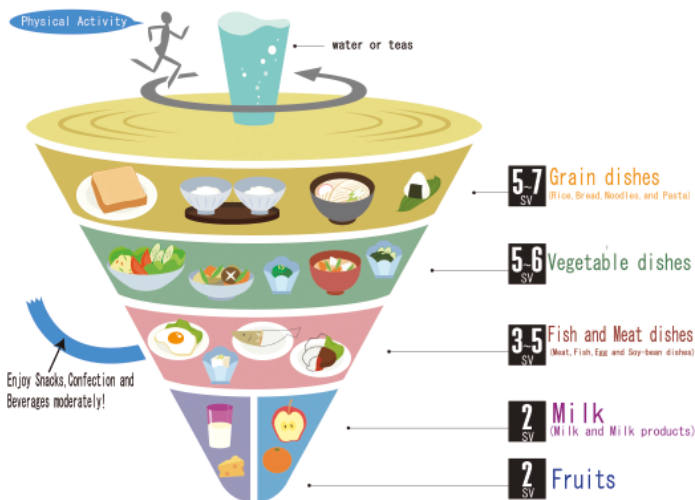 Physical Activity
water or teas
5~7
SV
Grain dishes
(Rice, Bread, Noodles, and Pasta)
5~6
SV
Vegetable dishes
3~5
SV
Fish and Meat dishes
(Meat, Fish, Egg and Soy-bean dishes)
Enjoy Snacks, Confection and
Beverages moderately!
2
SV
Milk
(Milk and Milk products)
2
SV
Fruits